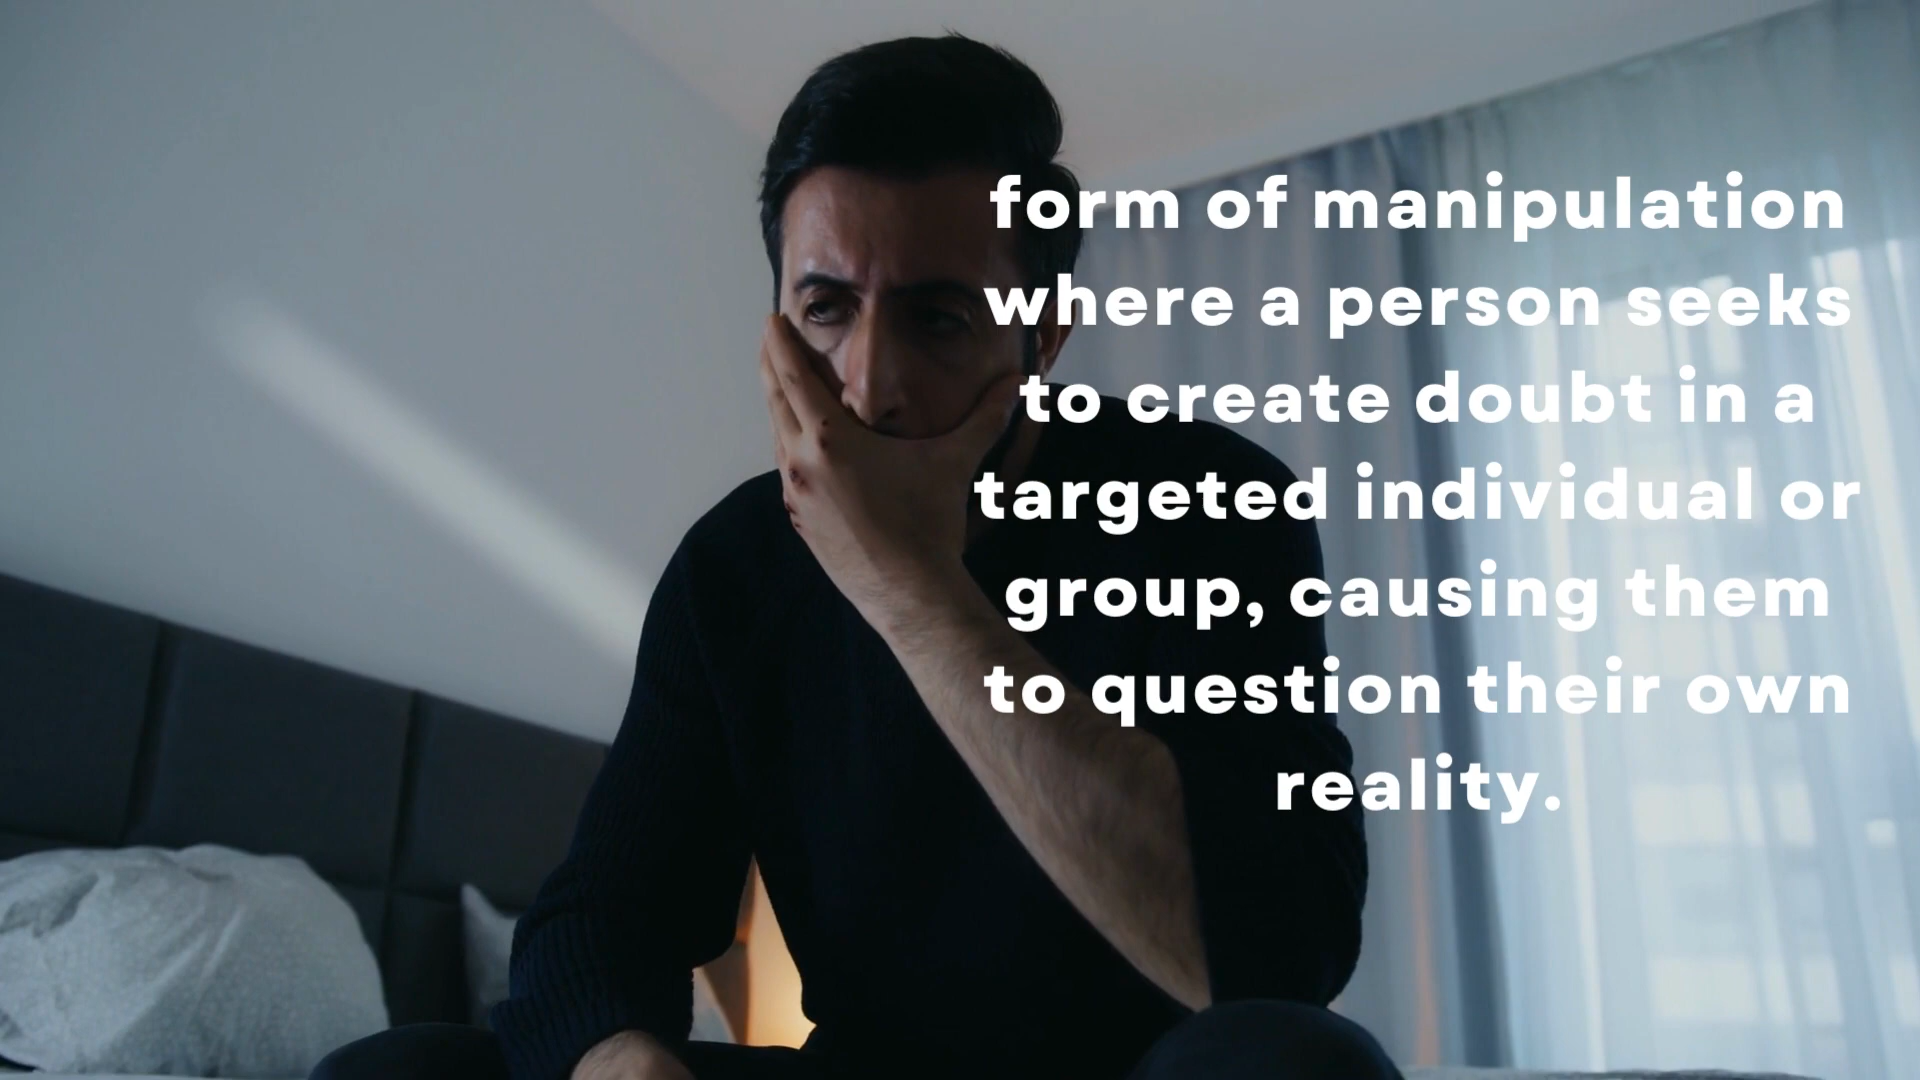 form of manipulation
where a person seeks
to create doubt in a
targeted individual or
group, causing them
to question their own
reality.